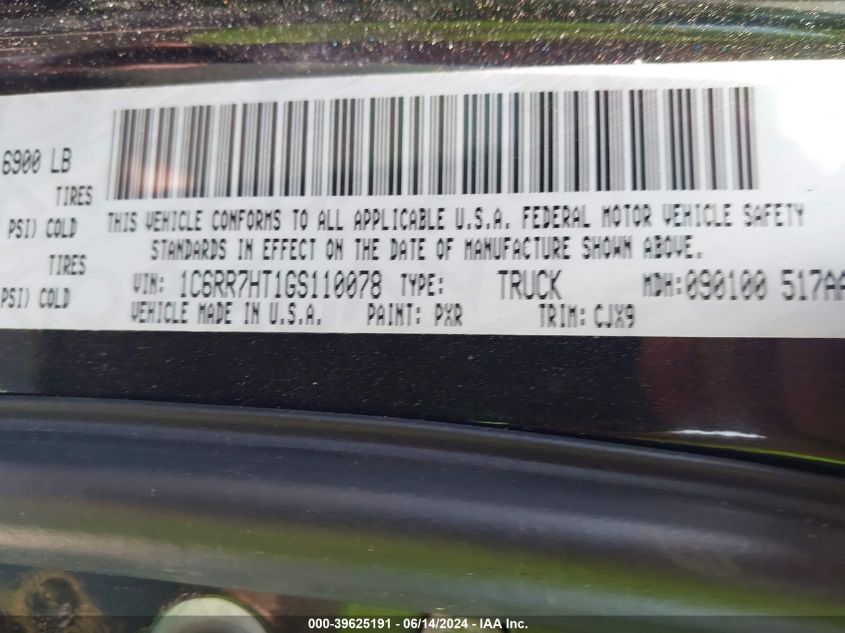 6900 LB
TIRES
PSI) COLD
TIRES
PSI) COLD
THIS VEHICLE CONFORMS TO ALL APPLICABLE U.S.A. FEDERAL MOTOR VEHICLE SAFETY
STANDARDS IN EFFECT ON THE DATE OF MANUFACTURE SHOWN ABOVE.
VIN: 1C6RR7HT1GS110078 TYPE: TRUCK MDH:090100 517AA
VEHICLE MADE IN U.S.A. PAINT: PXR TRIM: CJX9
000-39625191 - 06/14/2024 - IAA Inc.